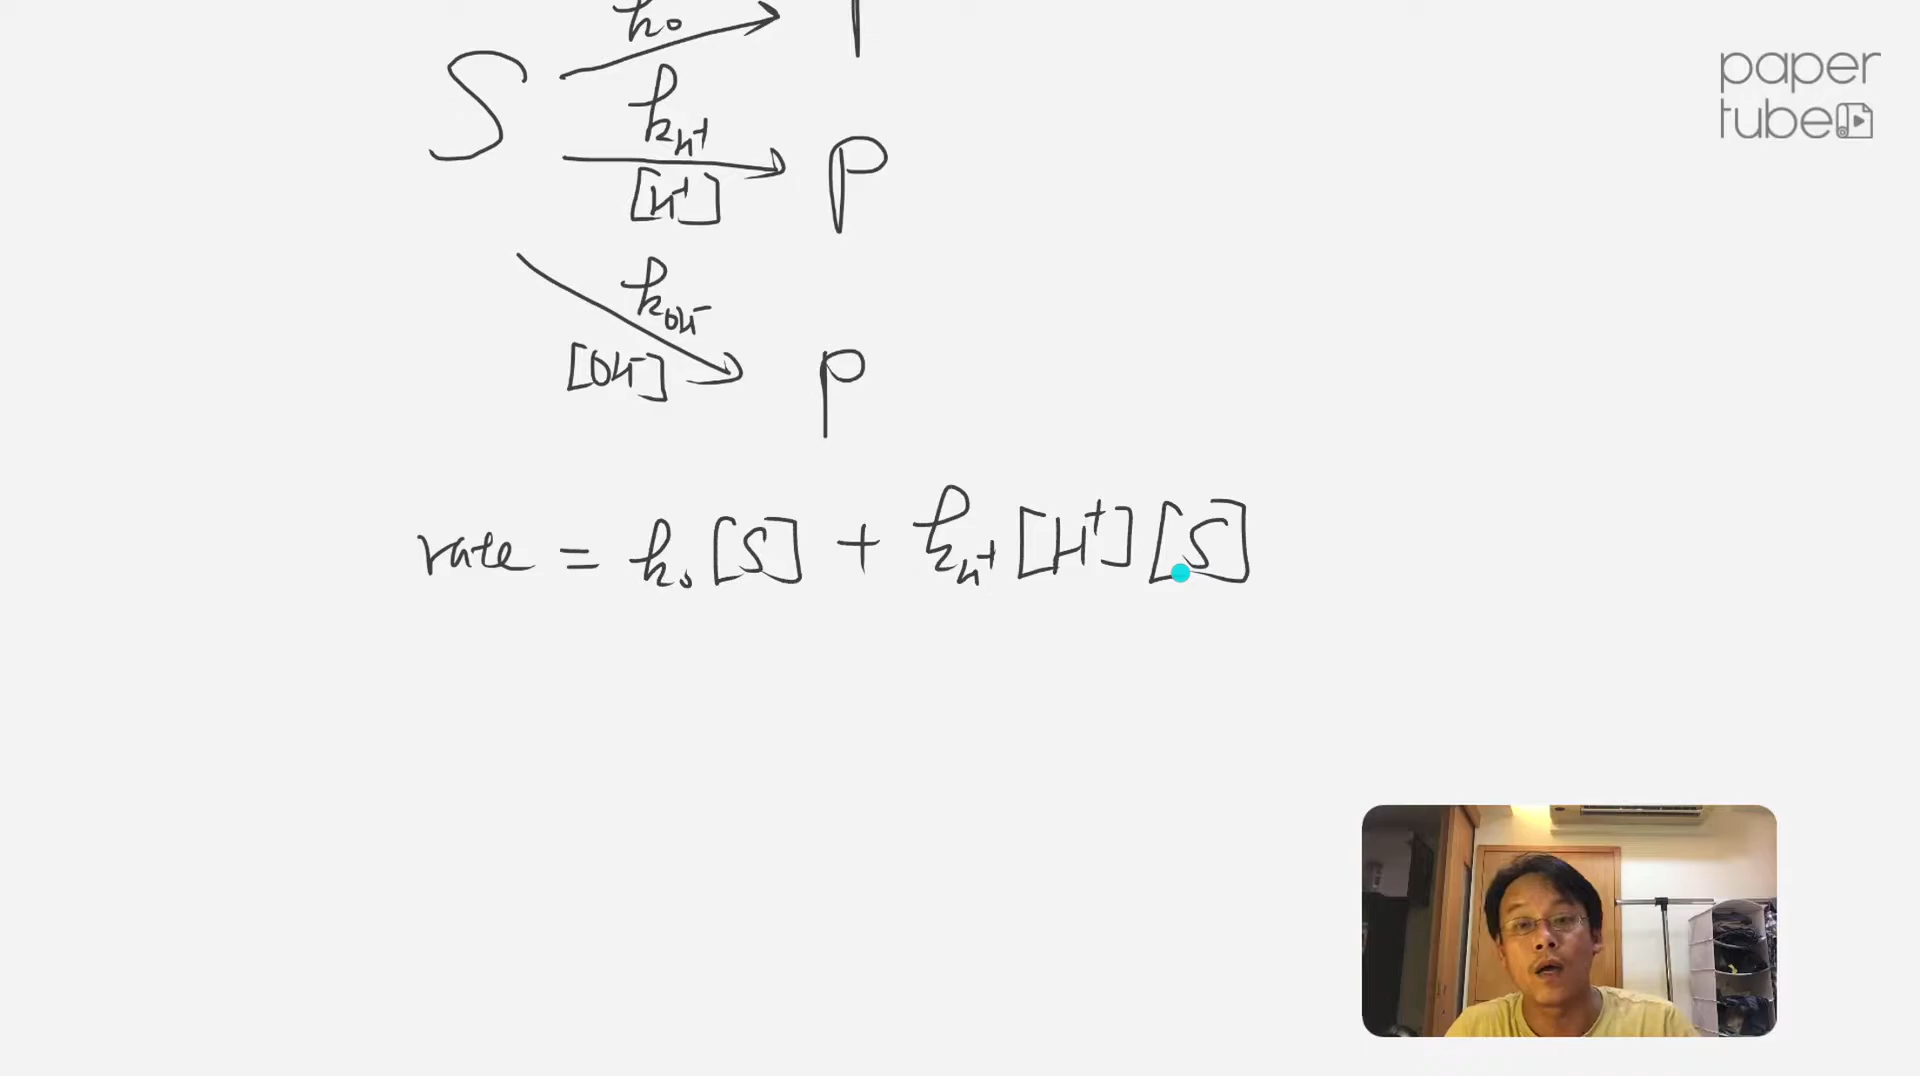 k₀
S
k_H⁺
[H⁺]
P
k_OH⁻
[OH⁻]
P
rate = k₀[S] + k_H⁺[H⁺][S]
paper
tube